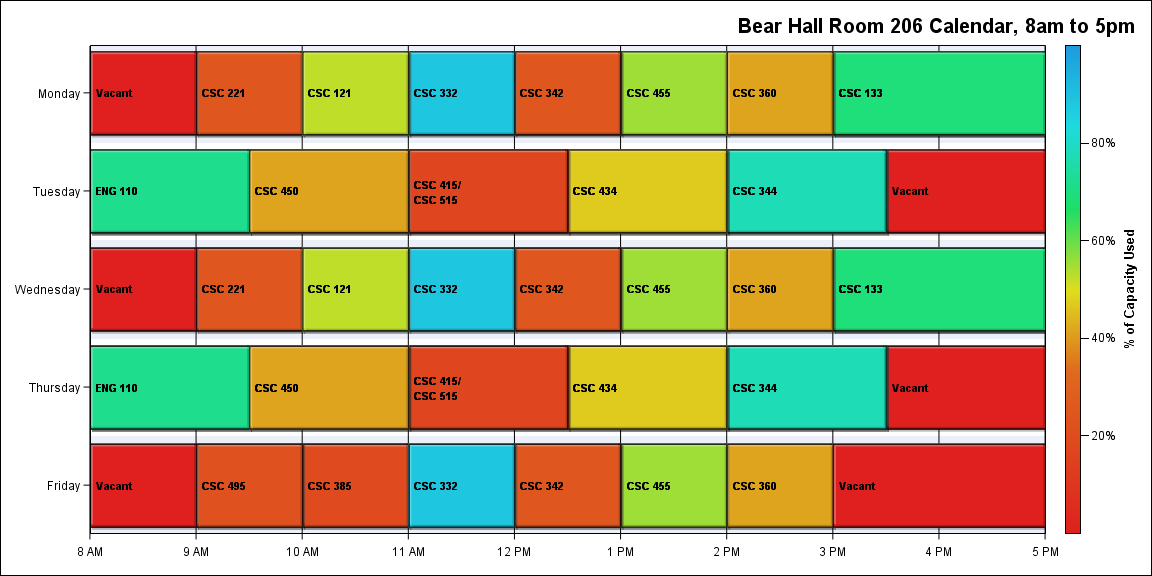 Bear Hall Room 206 Calendar, 8am to 5pm
Monday
Vacant
CSC 221
CSC 121
CSC 332
CSC 342
CSC 455
CSC 360
CSC 133
Tuesday
ENG 110
CSC 450
CSC 415/
CSC 515
CSC 434
CSC 344
Vacant
Wednesday
Vacant
CSC 221
CSC 121
CSC 332
CSC 342
CSC 455
CSC 360
CSC 133
Thursday
ENG 110
CSC 450
CSC 415/
CSC 515
CSC 434
CSC 344
Vacant
Friday
Vacant
CSC 495
CSC 385
CSC 332
CSC 342
CSC 455
CSC 360
Vacant
8 AM
9 AM
10 AM
11 AM
12 PM
1 PM
2 PM
3 PM
4 PM
5 PM
80%
60%
40%
20%
% of Capacity Used